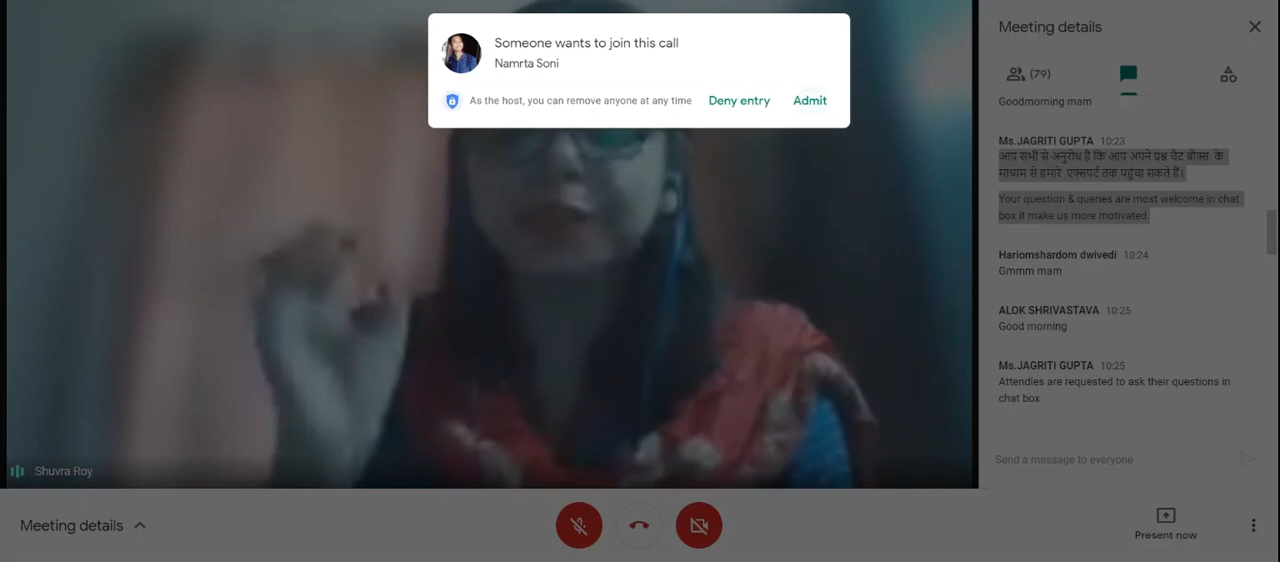 Someone wants to join this call
Namrta Soni
As the host, you can remove anyone at any time
Deny entry
Admit
Meeting details
(79)
Goodmorning mam
Ms.JAGRITI GUPTA 10:23
आप सभी से अनुरोध है कि आप अपने प्रश्न चैट बौक्स के
माध्यम से हमारे एक्सपर्ट तक पहुंचा सकते हैं।
Your question & queries are most welcome in chat
box it make us more motivated.
Hariomshardom dwivedi 10:24
Gmmm mam
ALOK SHRIVASTAVA 10:25
Good morning
Ms.JAGRITI GUPTA 10:25
Attendies are requested to ask their questions in
chat box
Send a message to everyone
Shuvra Roy
Meeting details
Present now